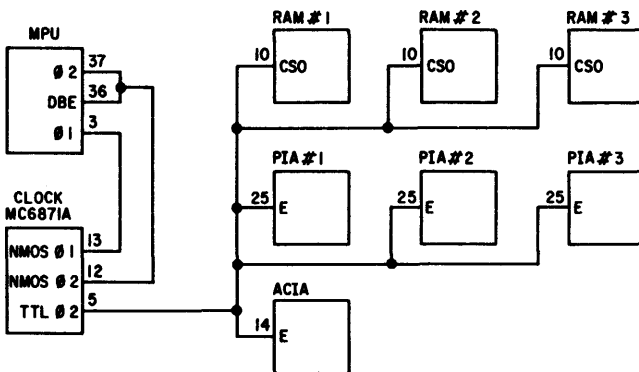 RAM #1
RAM #2
RAM #3
MPU
10
CSO
10
CSO
10
CSO
Ø 2
37
DBE
36
Ø 1
3
PIA #1
PIA #2
PIA #3
25
E
25
E
25
E
CLOCK
MC6871A
NMOS Ø 1
13
NMOS Ø 2
12
TTL Ø 2
5
ACIA
14
E